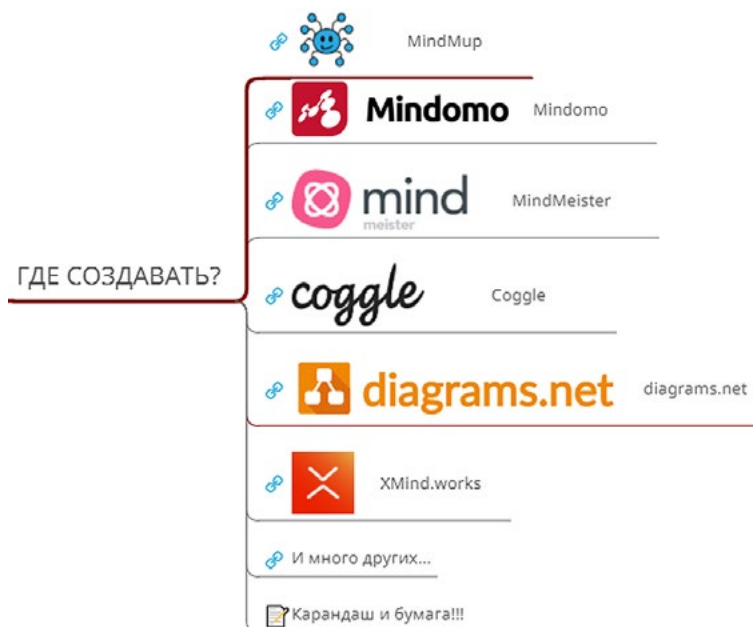 MindMup
Mindomo Mindomo
mind
meister
MindMeister
ГДЕ СОЗДАВАТЬ?
coggle Coggle
diagrams.net diagrams.net
XMind.works
И много других...
Карандаш и бумага!!!